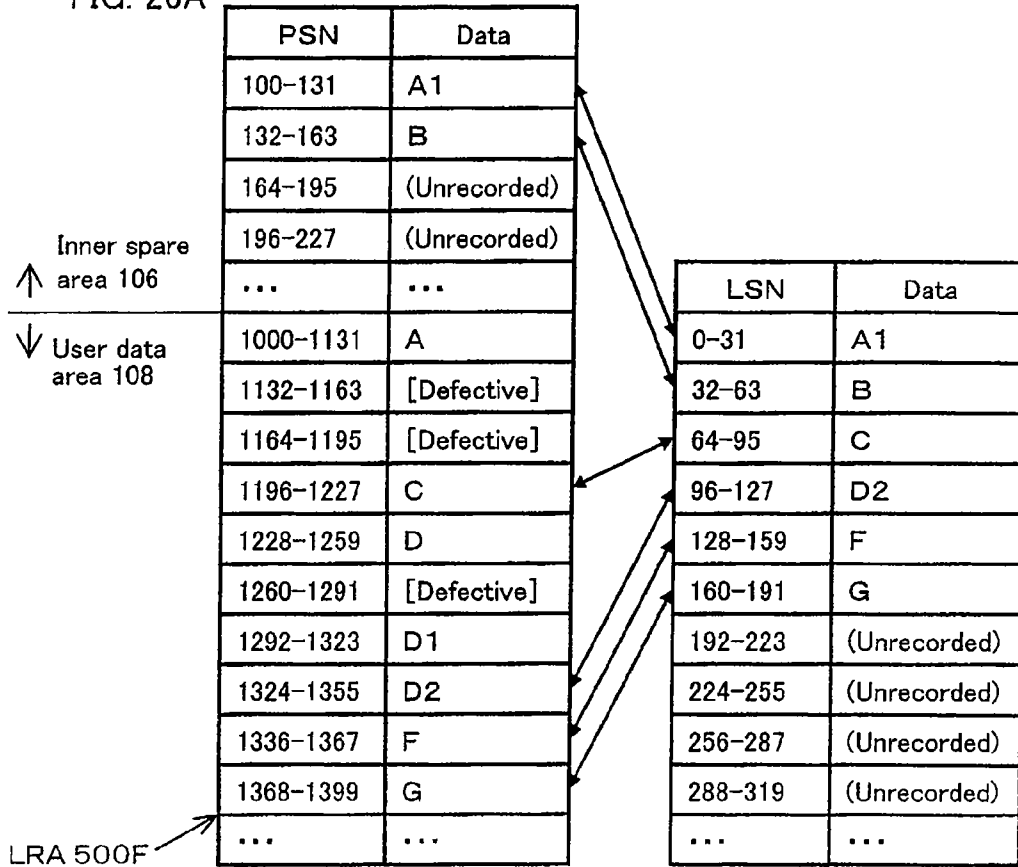 FIG. 20A
PSN Data
100-131 A1
132-163 B
164-195 (Unrecorded)
196-227 (Unrecorded)
... ...
1000-1131 A
1132-1163 [Defective]
1164-1195 [Defective]
1196-1227 C
1228-1259 D
1260-1291 [Defective]
1292-1323 D1
1324-1355 D2
1336-1367 F
1368-1399 G
... ...
Inner spare
area 106
User data
area 108
LRA 500F
LSN Data
0-31 A1
32-63 B
64-95 C
96-127 D2
128-159 F
160-191 G
192-223 (Unrecorded)
224-255 (Unrecorded)
256-287 (Unrecorded)
288-319 (Unrecorded)
... ...